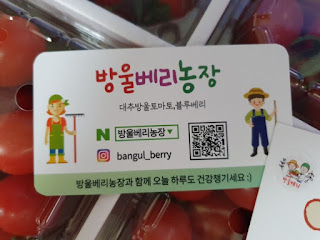 방울베리농장
대추방울토마토,블루베리
N 방울베리농장▼
bangul_berry
방울베리농장과 함께 오늘 하루도 건강챙기세요 :)